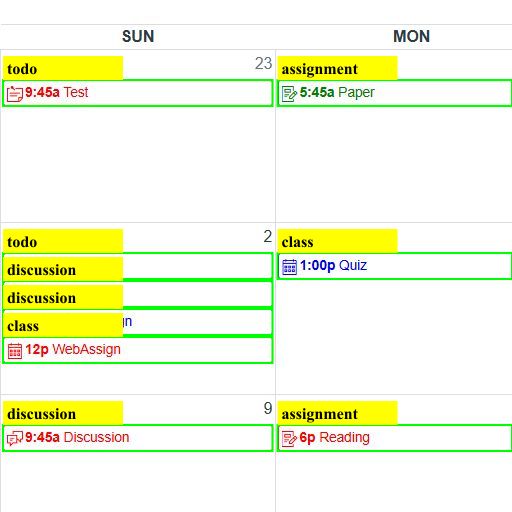 SUN MON
23
todo assignment
9:45a Test 5:45a Paper
2
todo class
discussion 1:00p Quiz
discussion
class
12p WebAssign
9
discussion assignment
9:45a Discussion 6p Reading